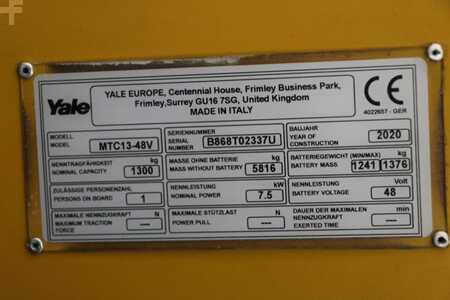 Yale
YALE EUROPE, Centennial House, Frimley Business Park,
Frimley, Surrey GU16 7SG, United Kingdom
MADE IN ITALY
CE
4022657 - GER
MODELL
MODEL
MTC13-48V
SERIENNUMMER
SERIAL NUMBER
B868T02337U
BAUJAHR
YEAR OF CONSTRUCTION
2020
NENNTRAGFÄHIGKEIT
NOMINAL CAPACITY
kg
1300
MASSE OHNE BATTERIE
MASS WITHOUT BATTERY
kg
5816
BATTERIEGEWICHT (MIN/MAX)
BATTERY MASS
kg
1241 1376
ZULÄSSIGE PERSONENZAHL
PERSONS ON BOARD
1
NENNLEISTUNG
NOMINAL POWER
kW
7.5
NENNLEISTUNG
BATTERY VOLTAGE
Volt
48
MAXIMALE NENNZUGKRAFT
MAXIMUM TRACTION
FORCE
N
---
MAXIMALE STÜTZLAST
POWER PULL
N
---
DAUER DER MAXIMALEN
NENNZUGKRAFT
EXERTED TIME
min
---